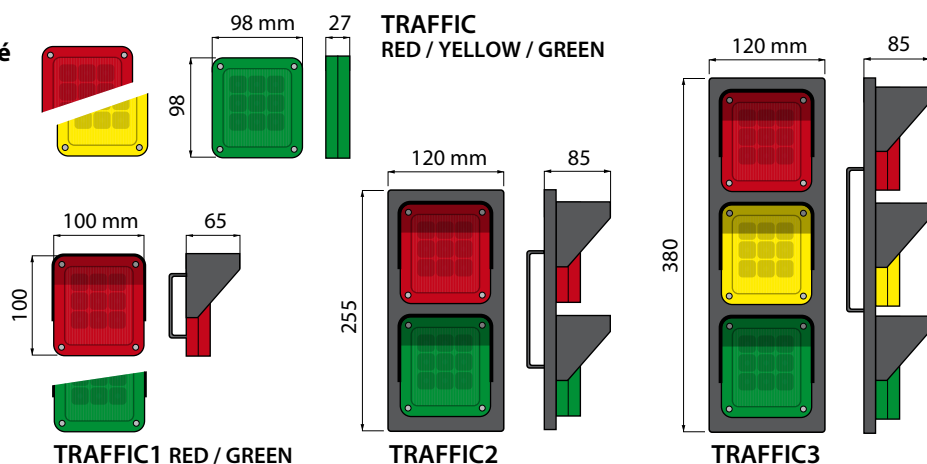 é
98 mm
27
TRAFFIC
RED / YELLOW / GREEN
98
120 mm
85
120 mm
85
380
255
100 mm
65
100
TRAFFIC1 RED / GREEN
TRAFFIC2
TRAFFIC3